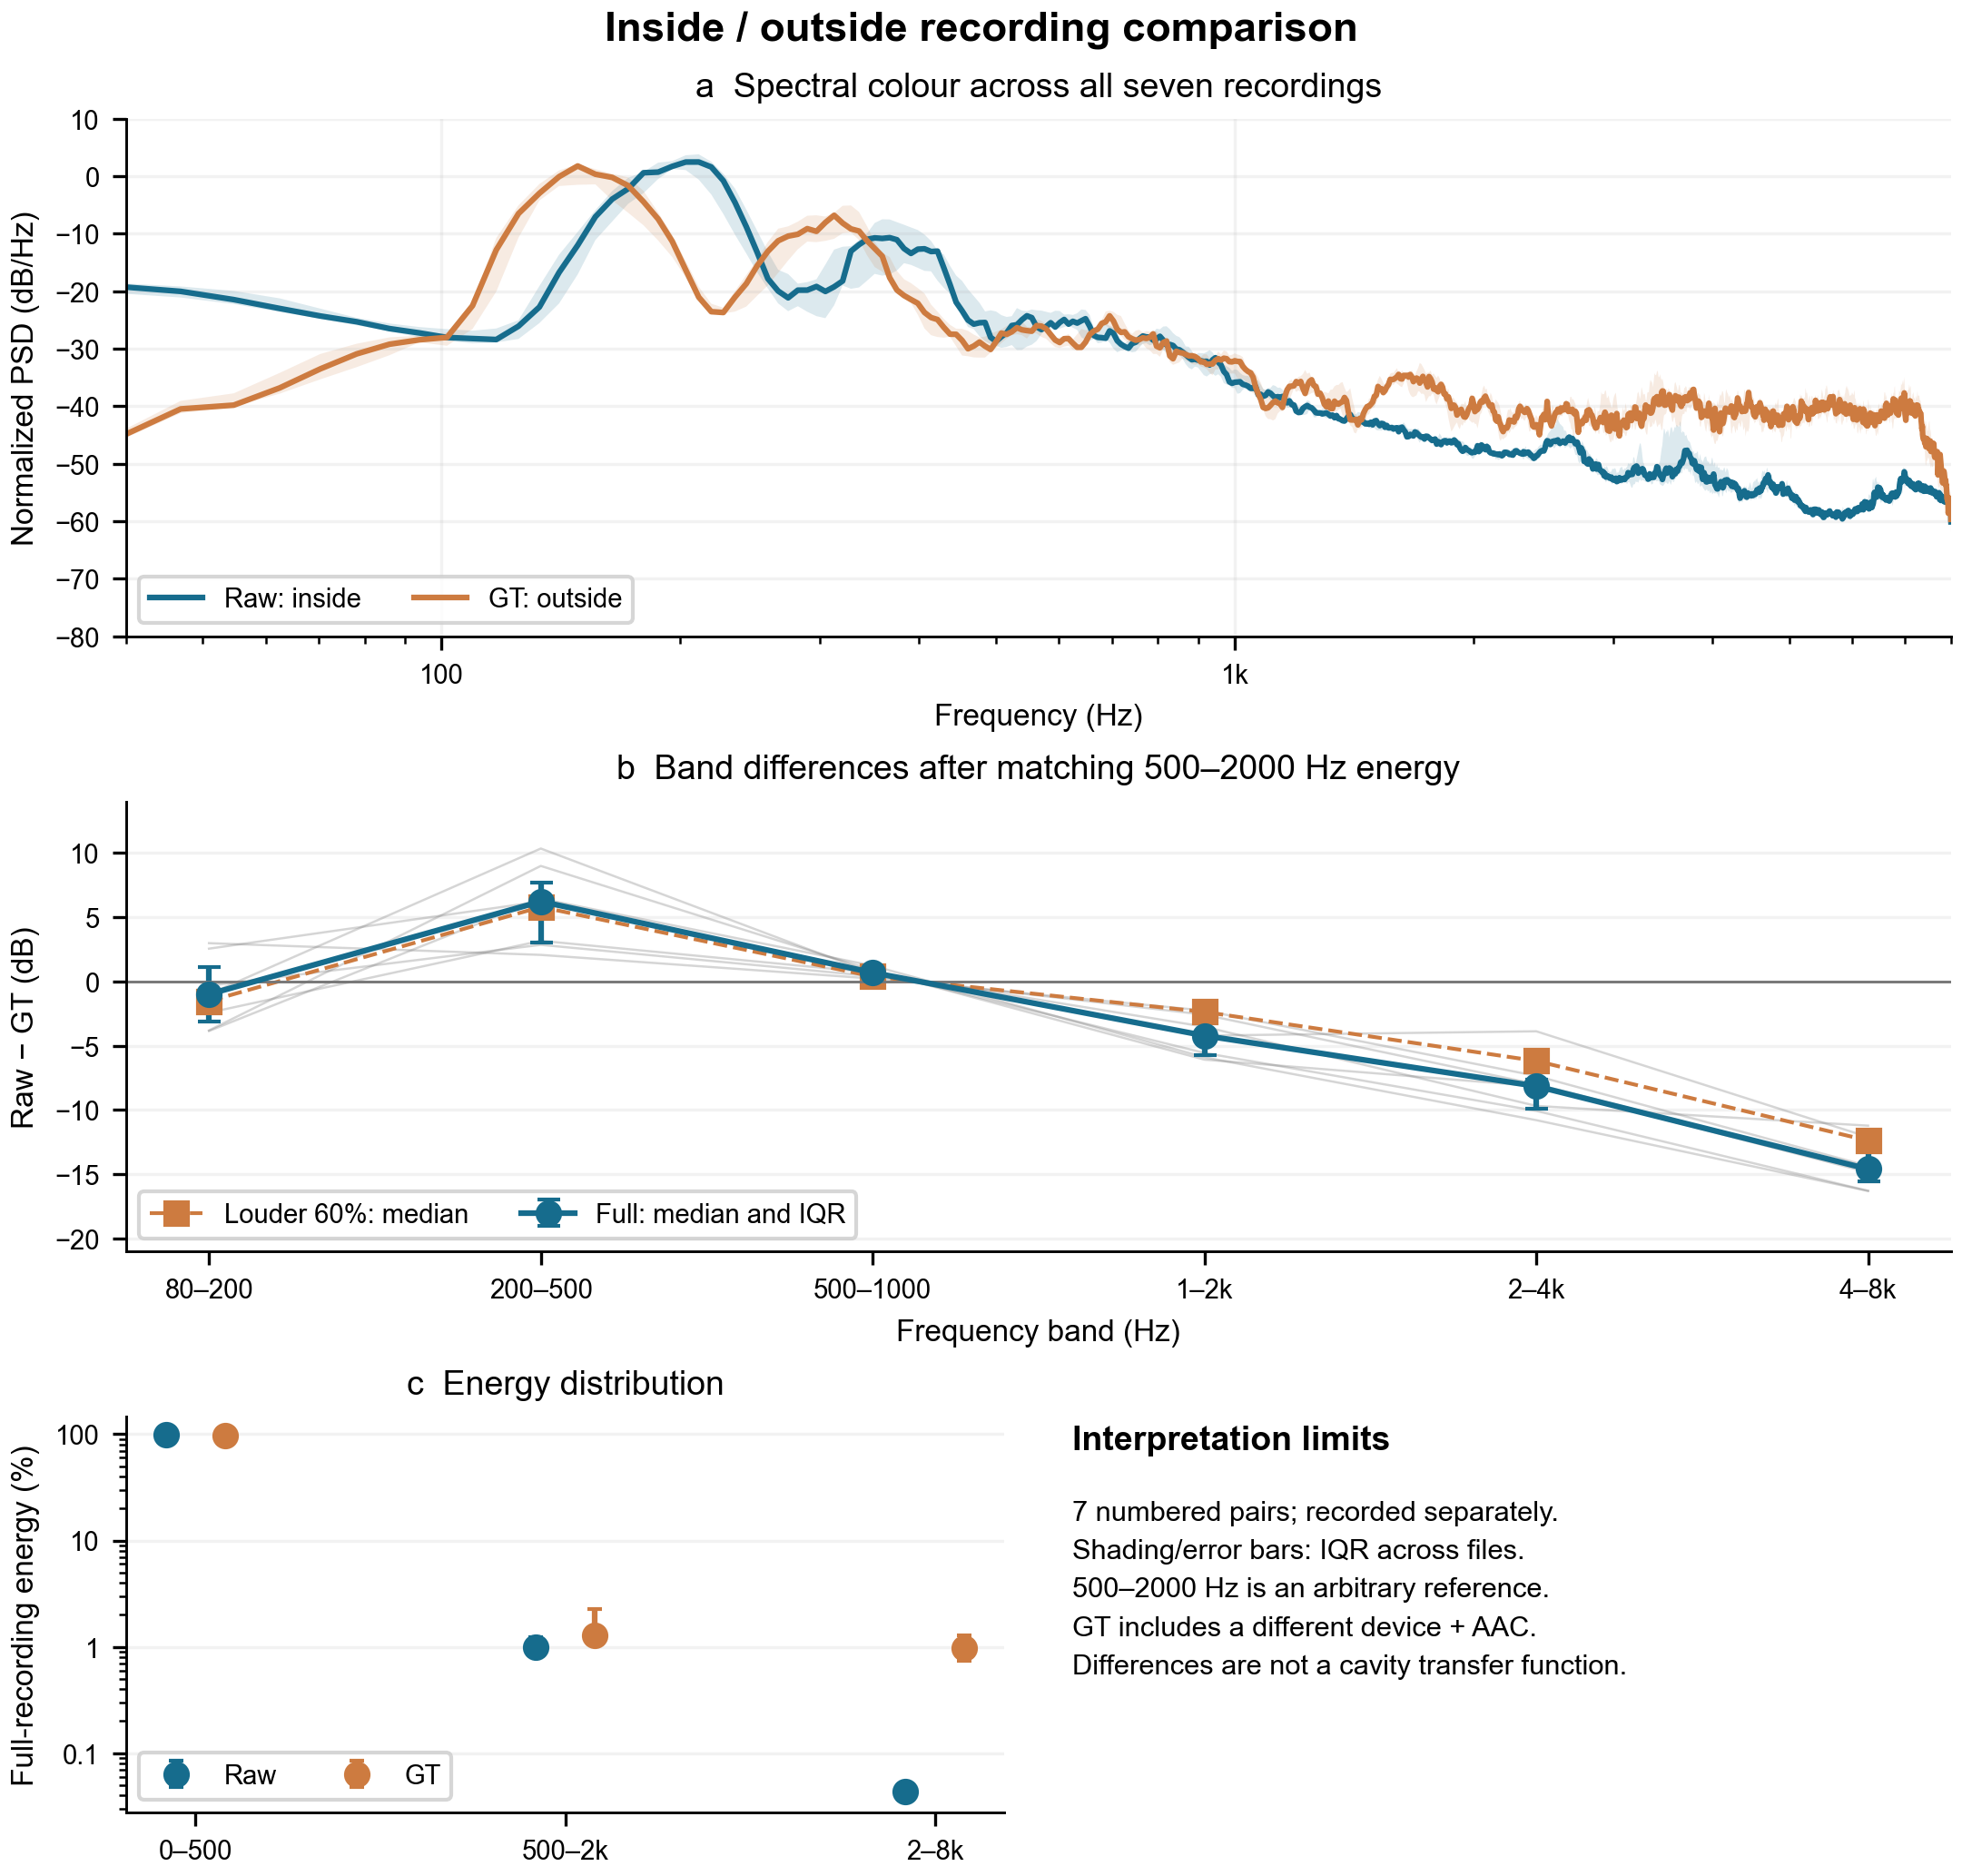 Inside / outside recording comparison
a  Spectral colour across all seven recordings
Normalized PSD (dB/Hz)
10
0
−10
−20
−30
−40
−50
−60
−70
−80
Raw: inside
GT: outside
100
1k
Frequency (Hz)
b  Band differences after matching 500–2000 Hz energy
Raw − GT (dB)
10
5
0
−5
−10
−15
−20
Louder 60%: median
Full: median and IQR
80–200
200–500
500–1000
1–2k
2–4k
4–8k
Frequency band (Hz)
c  Energy distribution
Full-recording energy (%)
100
10
1
0.1
Raw
GT
0–500
500–2k
2–8k
Interpretation limits
7 numbered pairs; recorded separately.
Shading/error bars: IQR across files.
500–2000 Hz is an arbitrary reference.
GT includes a different device + AAC.
Differences are not a cavity transfer function.